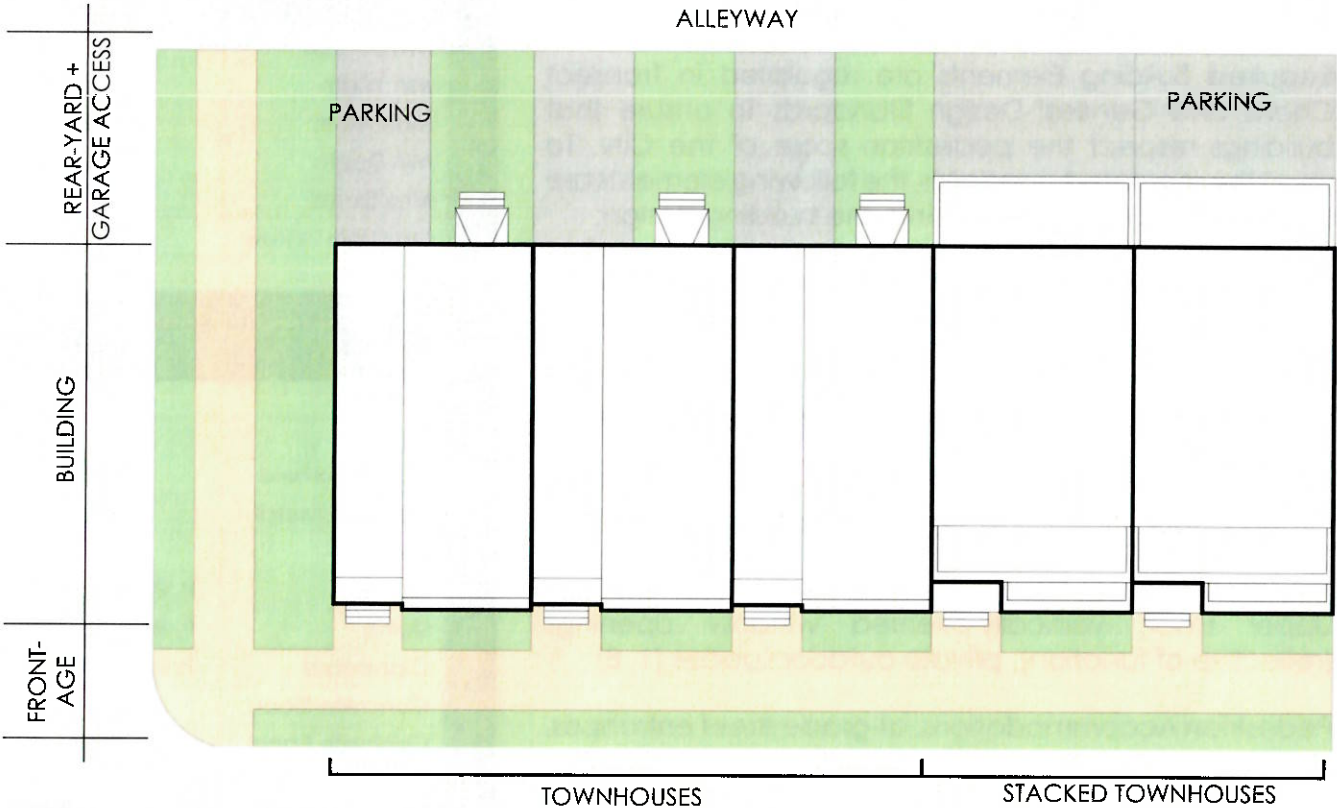 ALLEYWAY
REAR-YARD +
GARAGE ACCESS
PARKING
PARKING
BUILDING
FRONT-
AGE
TOWNHOUSES
STACKED TOWNHOUSES